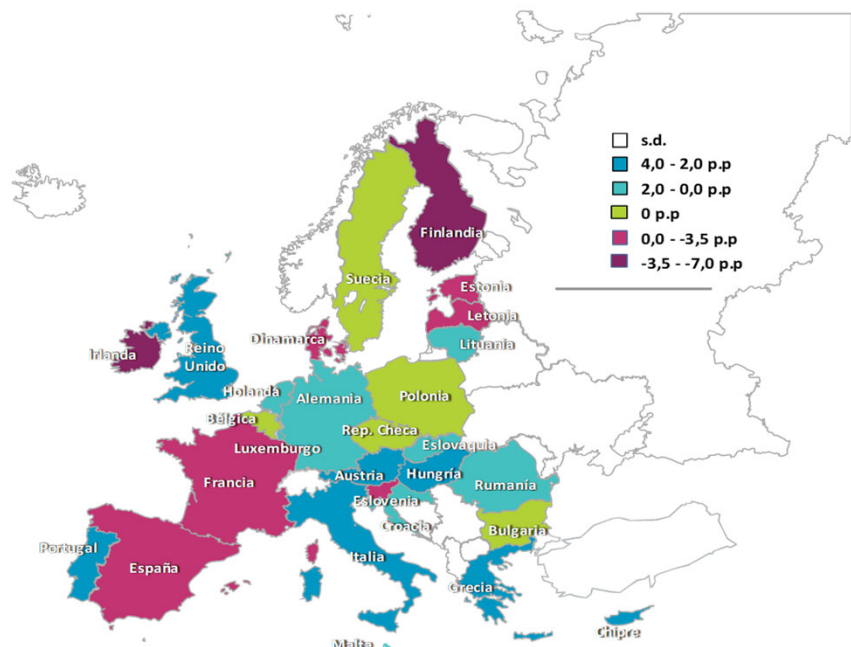 s.d.
4,0 - 2,0 p.p
2,0 - 0,0 p.p
0 p.p
0,0 - -3,5 p.p
-3,5 - -7,0 p.p
Finlandia
Suecia
Estonia
Letonia
Lituania
Dinamarca
Irlanda
Reino
Unido
Holanda
Alemania
Polonia
Bélgica
Rep. Checa
Luxemburgo
Eslovaquia
Francia
Austria
Hungría
Rumanía
Eslovenia
Croacia
Bulgaria
Portugal
España
Italia
Grecia
Chipre
Malta